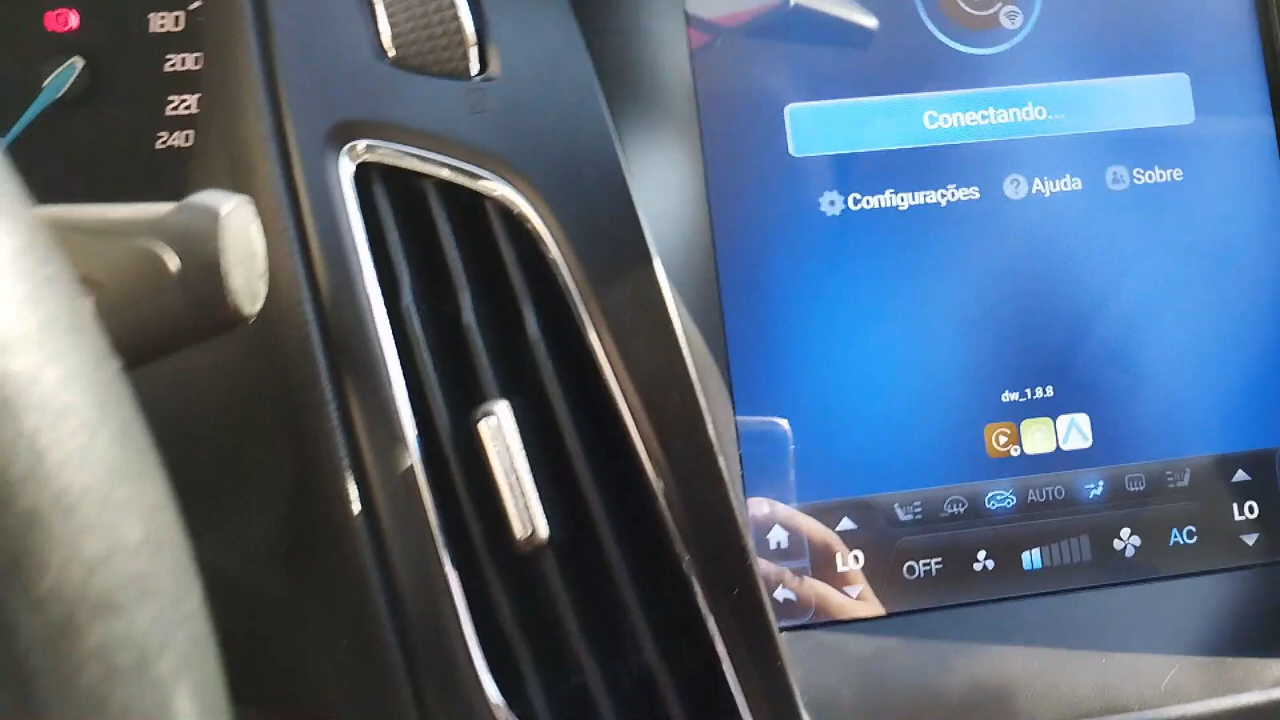 180
200
220
240
Conectando...
Configurações
Ajuda
Sobre
dw_1.8.8
AUTO
LO
OFF
AC
LO